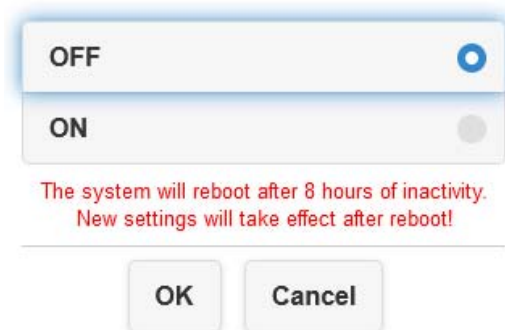 OFF
ON
The system will reboot after 8 hours of inactivity.
New settings will take effect after reboot!
OK Cancel